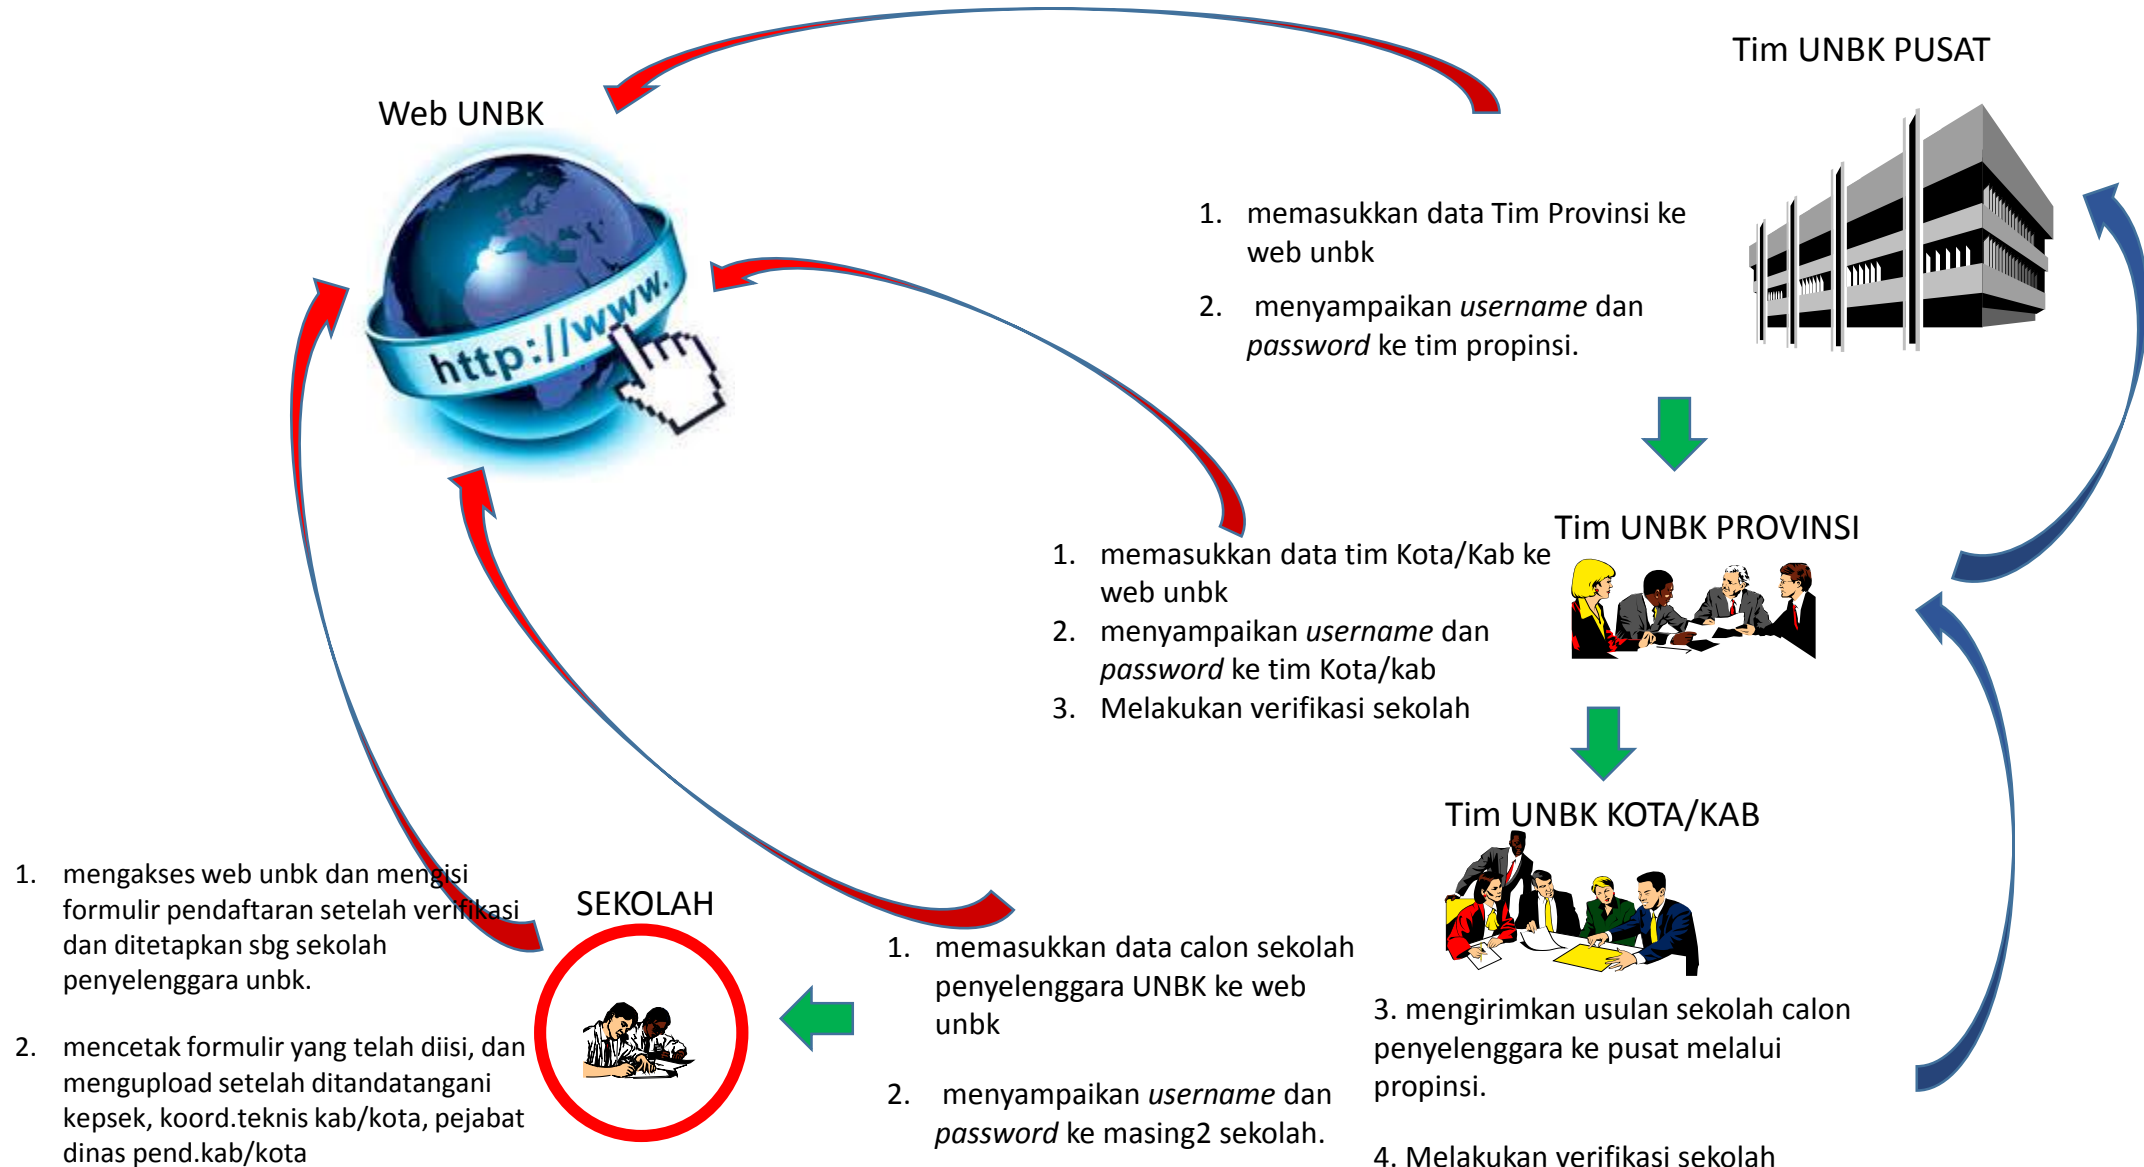 Tim UNBK PUSAT
Web UNBK
http://www.
1. memasukkan data Tim Provinsi ke
web unbk
2. menyampaikan username dan
password ke tim propinsi.
Tim UNBK PROVINSI
1. memasukkan data tim Kota/Kab ke
web unbk
2. menyampaikan username dan
password ke tim Kota/kab
3. Melakukan verifikasi sekolah
Tim UNBK KOTA/KAB
1. memasukkan data calon sekolah
penyelenggara UNBK ke web
unbk
2. menyampaikan username dan
password ke masing2 sekolah.
3. mengirimkan usulan sekolah calon
penyelenggara ke pusat melalui
propinsi.
4. Melakukan verifikasi sekolah
SEKOLAH
1. mengakses web unbk dan mengisi
formulir pendaftaran setelah verifikasi
dan ditetapkan sbg sekolah
penyelenggara unbk.
2. mencetak formulir yang telah diisi, dan
mengupload setelah ditandatangani
kepsek, koord.teknis kab/kota, pejabat
dinas pend.kab/kota